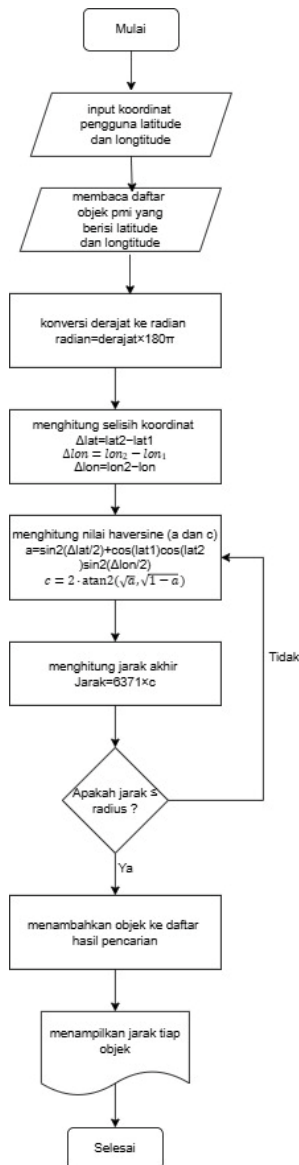 Mulai
input koordinat
pengguna latitude
dan longtitude
membaca daftar
objek pmi yang
berisi latitude
dan longtitude
konversi derajat ke radian
radian=derajat×180π
menghitung selisih koordinat
Δlat=lat2−lat1
Δlon = lon₂ − lon₁
Δlon=lon2−lon
menghitung nilai haversine (a dan c)
a=sin2(Δlat/2)+cos(lat1)cos(lat2
)sin2(Δlon/2)
c = 2 · atan2(√a, √1 − a)
Tidak
menghitung jarak akhir
Jarak=6371×c
Apakah jarak ≤
radius ?
Ya
menambahkan objek ke daftar
hasil pencarian
menampilkan jarak tiap
objek
Selesai